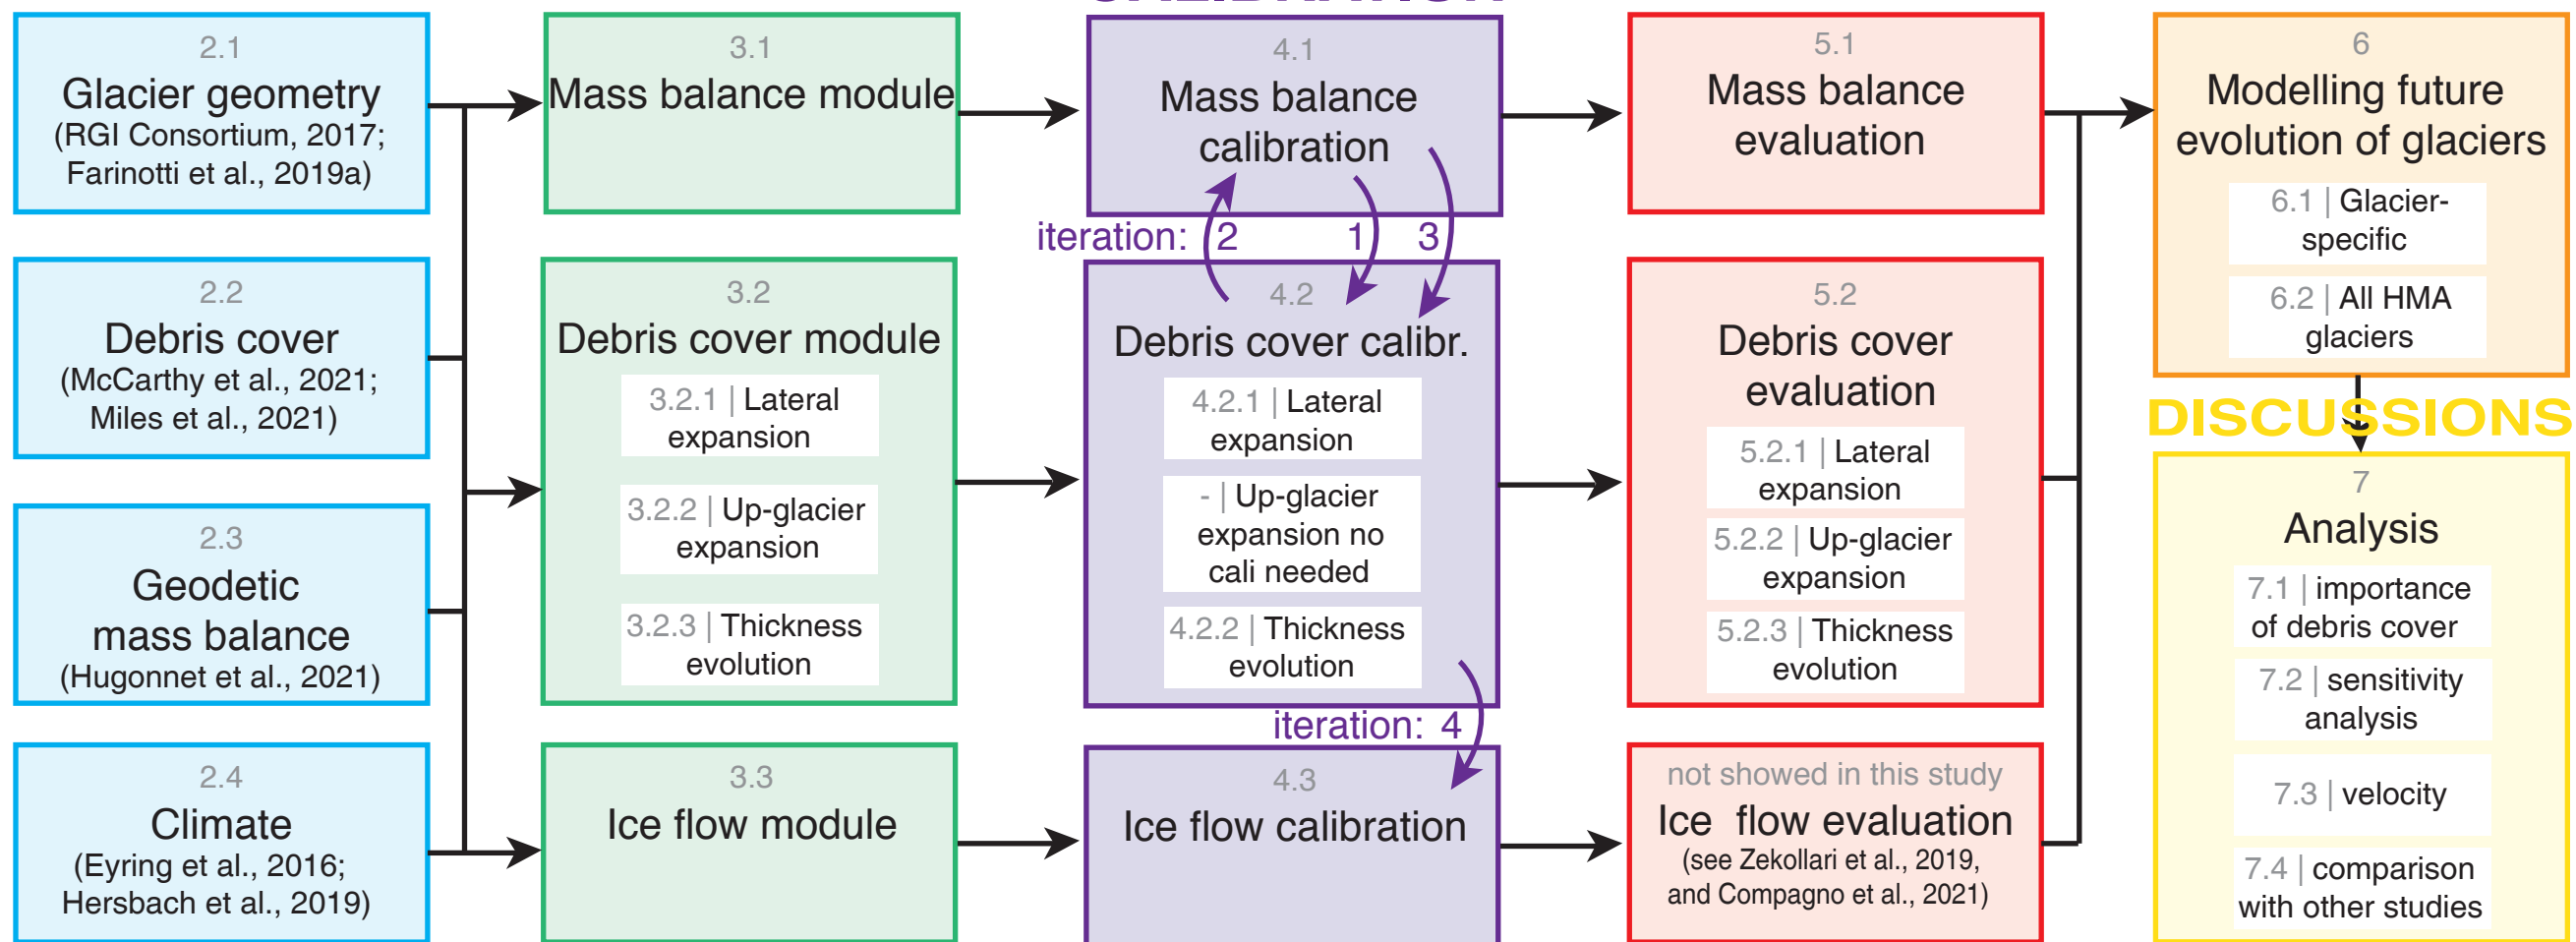 2.1
Glacier geometry
(RGI Consortium, 2017;
Farinotti et al., 2019a)
2.2
Debris cover
(McCarthy et al., 2021;
Miles et al., 2021)
2.3
Geodetic
mass balance
(Hugonnet et al., 2021)
2.4
Climate
(Eyring et al., 2016;
Hersbach et al., 2019)
3.1
Mass balance module
3.2
Debris cover module
3.2.1 | Lateral
expansion
3.2.2 | Up-glacier
expansion
3.2.3 | Thickness
evolution
3.3
Ice flow module
4.1
Mass balance
calibration
iteration: 2 1 3
4.2
Debris cover calibr.
4.2.1 | Lateral
expansion
- | Up-glacier
expansion no
cali needed
4.2.2 | Thickness
evolution
iteration: 4
4.3
Ice flow calibration
5.1
Mass balance
evaluation
5.2
Debris cover
evaluation
5.2.1 | Lateral
expansion
5.2.2 | Up-glacier
expansion
5.2.3 | Thickness
evolution
not showed in this study
Ice flow evaluation
(see Zekollari et al., 2019,
and Compagno et al., 2021)
6
Modelling future
evolution of glaciers
6.1 | Glacier-
specific
6.2 | All HMA
glaciers
DISCUSSIONS
7
Analysis
7.1 | importance
of debris cover
7.2 | sensitivity
analysis
7.3 | velocity
7.4 | comparison
with other studies